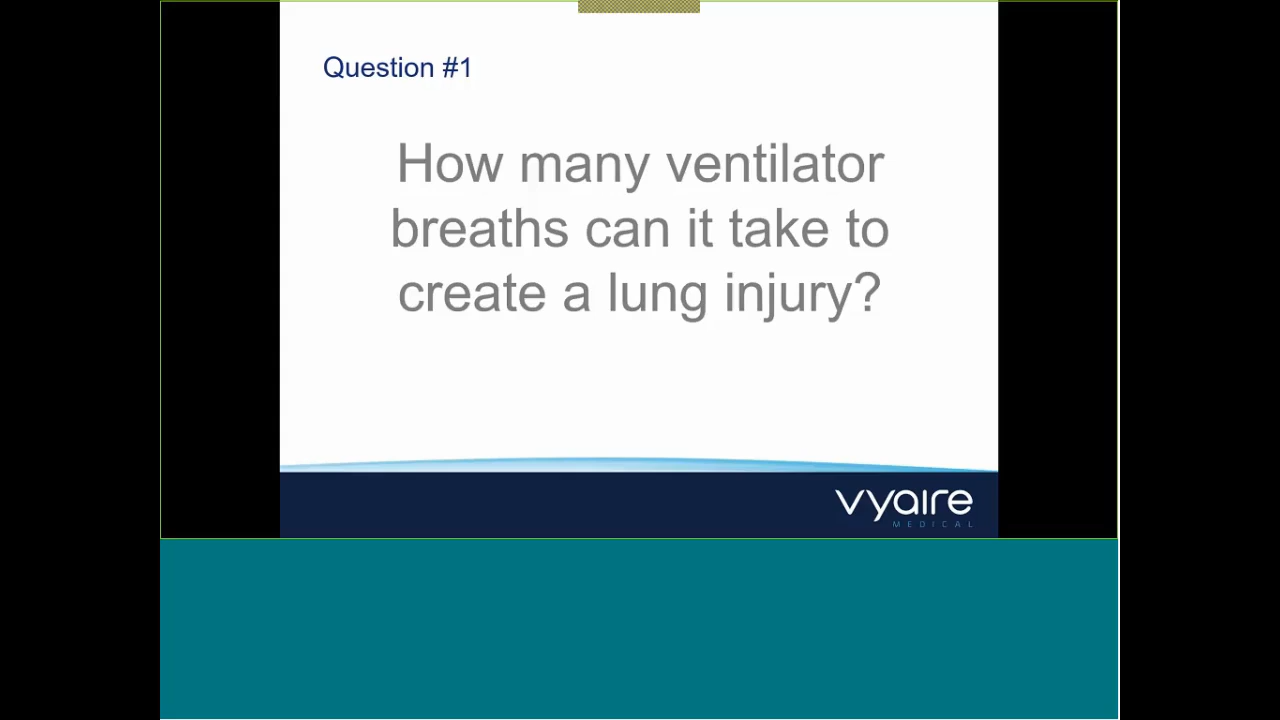 Question #1
How many ventilator
breaths can it take to
create a lung injury?
vyaire
MEDICAL